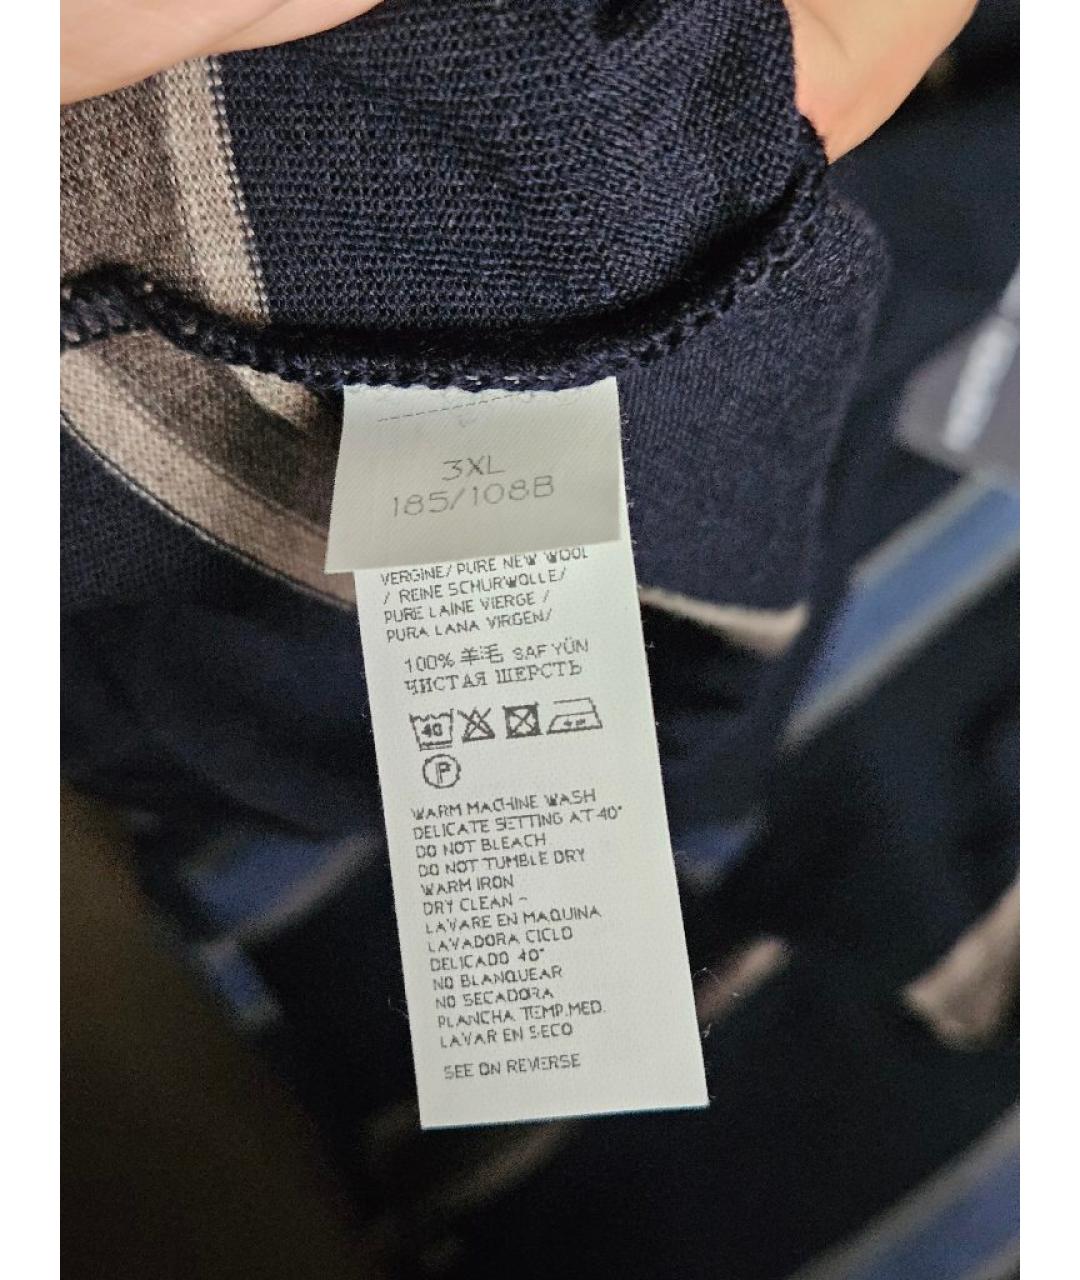 3XL
185/108B
VERGINE/ PURE NEW WOOL
/ REINE SCHURWOLLE/
PURE LAINE VIERGE /
PURA LANA VIRGEN/
100% 羊毛 SAF YÜN
ЧИСТАЯ ШЕРСТЬ
40
P
WARM MACHINE WASH
DELICATE SETTING AT 40°
DO NOT BLEACH
DO NOT TUMBLE DRY
WARM IRON
DRY CLEAN -
LAVARE EN MAQUINA
LAVADORA CICLO
DELICADO 40°
NO BLANQUEAR
NO SECADORA
PLANCHA TEMP.MED.
LAVAR EN SECO
SEE ON REVERSE